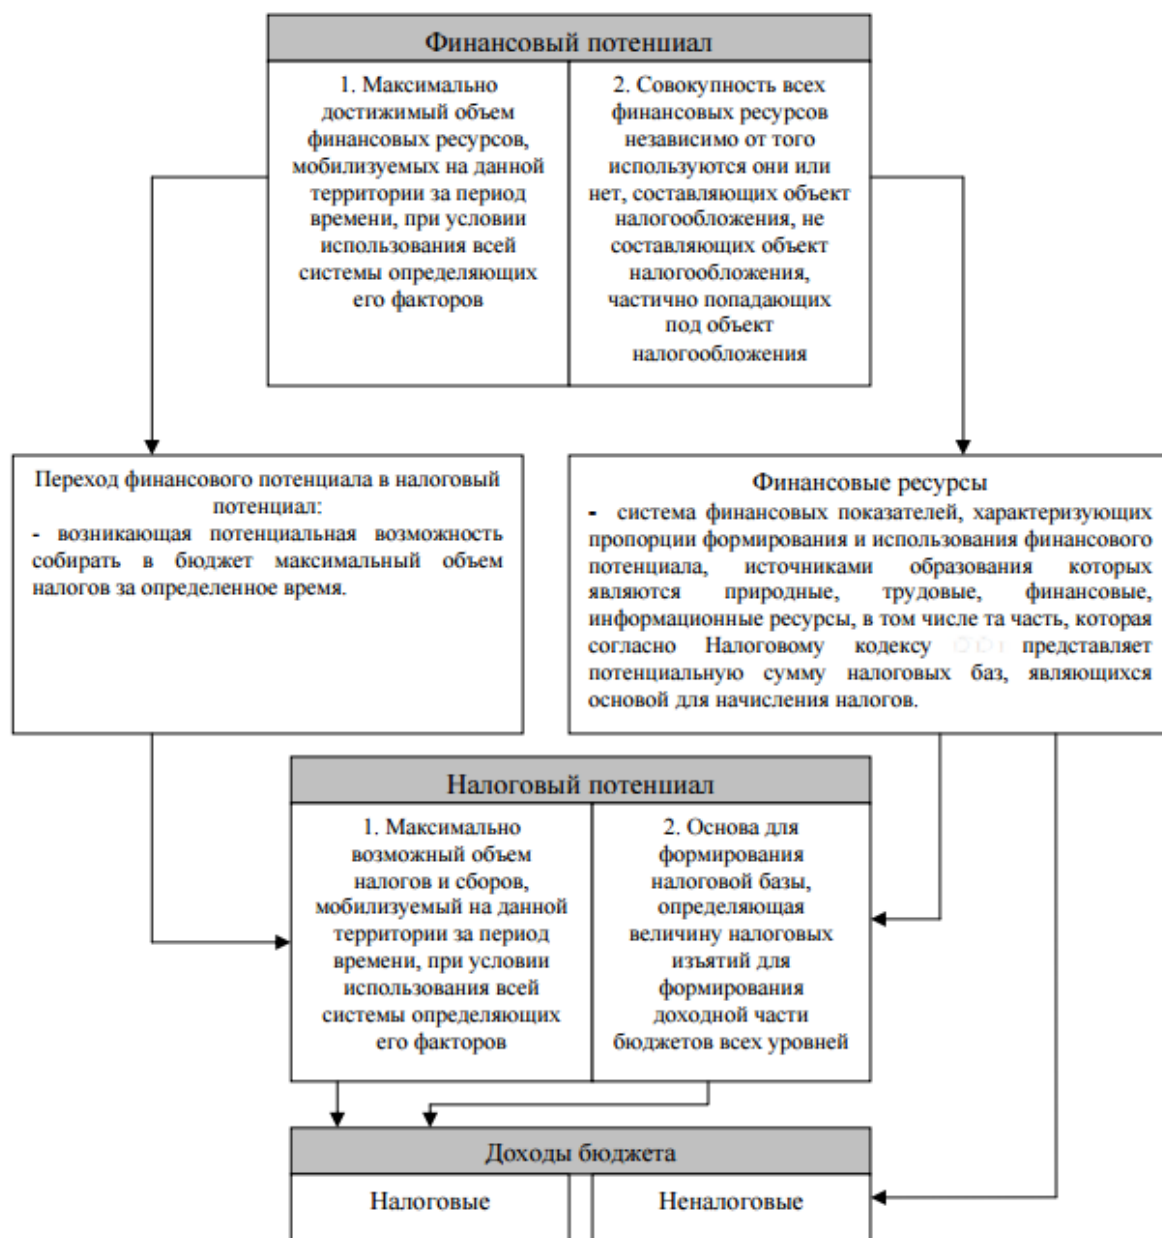 Финансовый потенциал
1. Максимально
достижимый объем
финансовых ресурсов,
мобилизуемых на данной
территории за период
времени, при условии
использования всей
системы определяющих
его факторов
2. Совокупность всех
финансовых ресурсов
независимо от того
используются они или
нет, составляющих объект
налогообложения, не
составляющих объект
налогообложения,
частично попадающих
под объект
налогообложения
Переход финансового потенциала в налоговый
потенциал:
- возникающая потенциальная возможность
собирать в бюджет максимальный объем
налогов за определенное время.
Финансовые ресурсы
- система финансовых показателей, характеризующих
пропорции формирования и использования финансового
потенциала, источниками образования которых
являются природные, трудовые, финансовые,
информационные ресурсы, в том числе та часть, которая
согласно Налоговому кодексу представляет
потенциальную сумму налоговых баз, являющихся
основой для начисления налогов.
Налоговый потенциал
1. Максимально
возможный объем
налогов и сборов,
мобилизуемый на данной
территории за период
времени, при условии
использования всей
системы определяющих
его факторов
2. Основа для
формирования
налоговой базы,
определяющая
величину налоговых
изъятий для
формирования
доходной части
бюджетов всех уровней
Доходы бюджета
Налоговые
Неналоговые